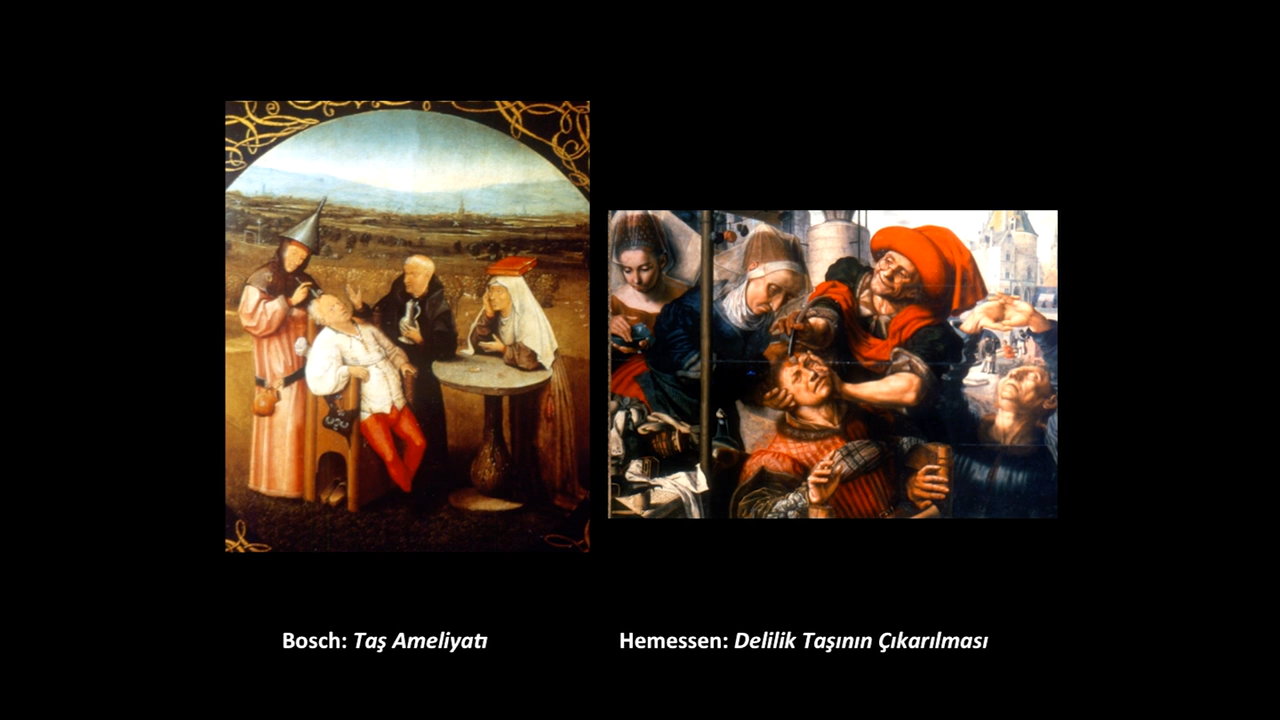 Bosch: Taş Ameliyatı
Hemessen: Delilik Taşının Çıkarılması